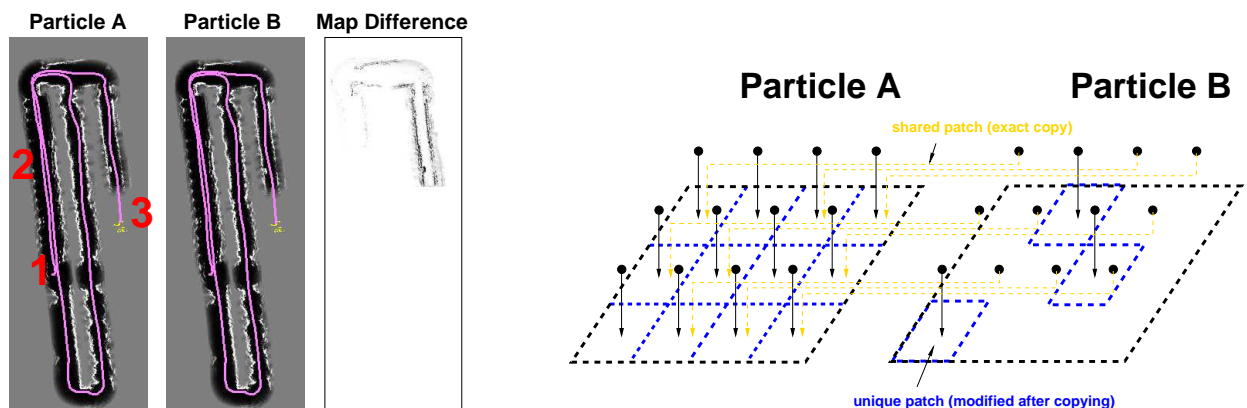 Particle A
Particle B
Map Difference
2
3
1
Particle A
Particle B
shared patch (exact copy)
unique patch (modified after copying)